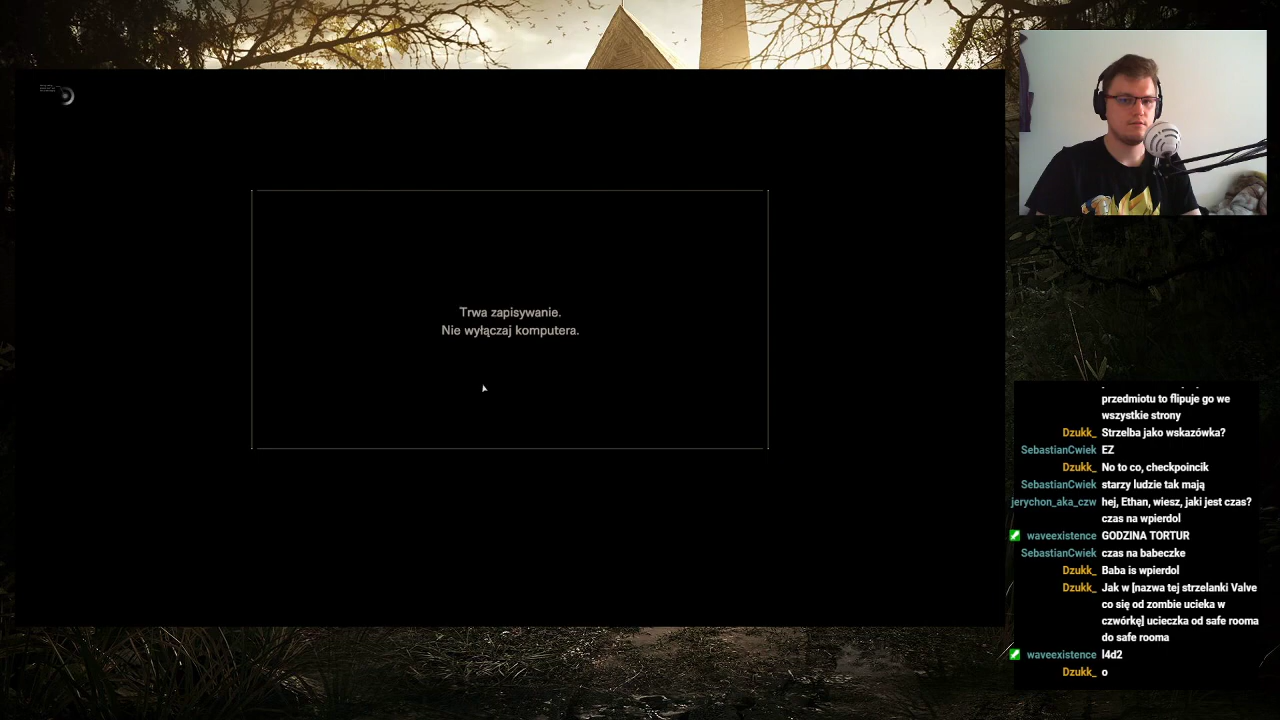 Trwa zapisywanie.
Nie wyłączaj komputera.
przedmiotu to flipuje go we
wszystkie strony
Dzukk_ Strzelba jako wskazówka?
SebastianCwiek EZ
Dzukk_ No to co, checkpoincik
SebastianCwiek starzy ludzie tak mają
jerychon_aka_czw hej, Ethan, wiesz, jaki jest czas?
czas na wpierdol
waveexistence GODZINA TORTUR
SebastianCwiek czas na babeczke
Dzukk_ Baba is wpierdol
Dzukk_ Jak w [nazwa tej strzelanki Valve
co się od zombie ucieka w
czwórkę] ucieczka od safe rooma
do safe rooma
waveexistence l4d2
Dzukk_ o